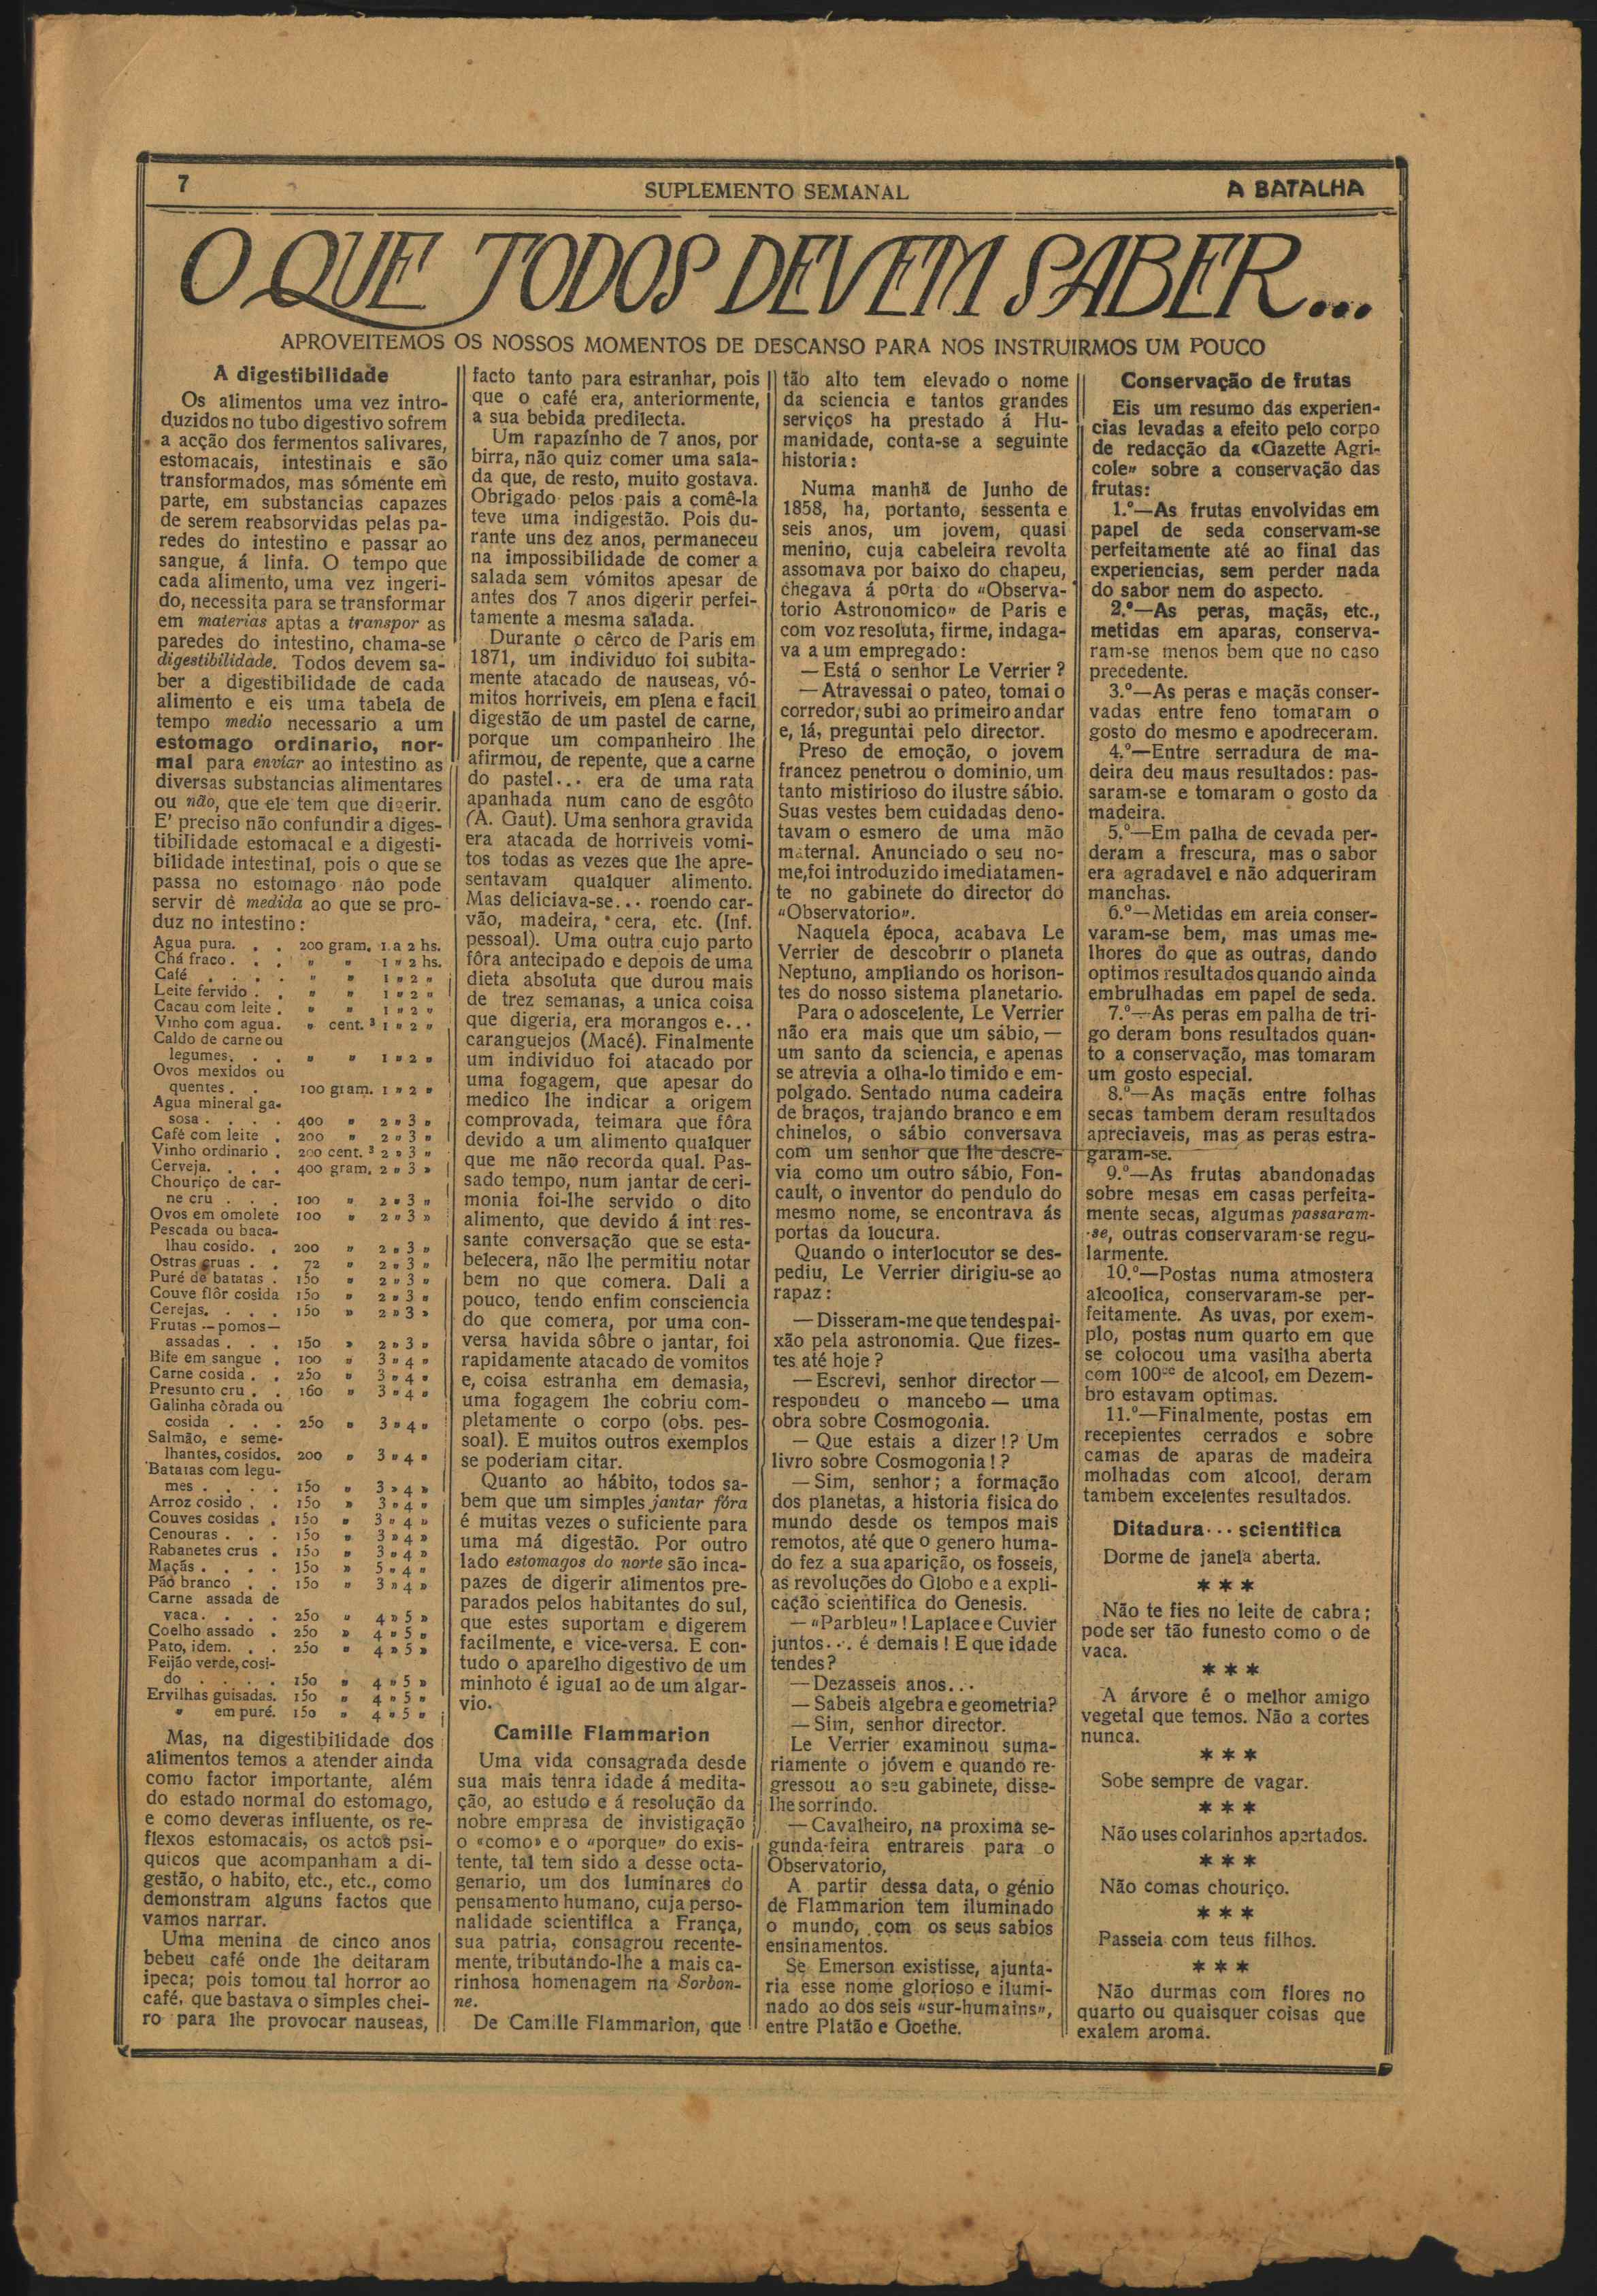 7
SUPLEMENTO SEMANAL
A BATALHA
O QUE TODOS DEVEM SABER...
APROVEITEMOS OS NOSSOS MOMENTOS DE DESCANSO PARA NOS INSTRUIRMOS UM POUCO
A digestibilidade
Os alimentos uma vez intro-
duzidos no tubo digestivo sofrem
a acção dos fermentos salivares,
estomacais, intestinais e são
transformados, mas sómente em
parte, em substancias capazes
de serem reabsorvidas pelas pa-
redes do intestino e passar ao
sangue, á linfa. O tempo que
cada alimento, uma vez ingeri-
do, necessita para se transformar
em materias aptas a transpor as
paredes do intestino, chama-se
digestibilidade. Todos devem sa-
ber a digestibilidade de cada
alimento e eis uma tabela de
tempo medio necessario a um
estomago ordinario, nor-
mal para enviar ao intestino as
diversas substancias alimentares
ou não, que ele tem que digerir.
E' preciso não confundir a diges-
tibilidade estomacal e a digesti-
bilidade intestinal, pois o que se
passa no estomago não pode
servir de medida ao que se pro-
duz no intestino:
Agua pura. . . 200 gram. 1 a 2 hs.
Chá fraco . . . » » 1 » 2 hs.
Café . . . . » » 1 » 2 »
Leite fervido . . » » 1 » 2 »
Cacau com leite . » » 1 » 2 »
Vinho com agua. » cent. ³ 1 » 2 »
Caldo de carne ou
legumes. . . » » 1 » 2 »
Ovos mexidos ou
quentes . . 100 gram. 1 » 2 »
Agua mineral ga-
sosa . . . . 400 » 2 » 3 »
Café com leite . 200 » 2 » 3 »
Vinho ordinario . 200 cent. ³ 2 » 3 »
Cerveja. . . . 400 gram. 2 » 3 »
Chouriço de car-
ne cru . . . 100 » 2 » 3 »
Ovos em omolete 100 » 2 » 3 »
Pescada ou baca-
lhau cosido. . 200 » 2 » 3 »
Ostras cruas . . 72 » 2 » 3 »
Puré de batatas . 150 » 2 » 3 »
Couve flôr cosida 150 » 2 » 3 »
Cerejas. . . . 150 » 2 » 3 »
Frutas — pomos—
assadas . . . 150 » 2 » 3 »
Bife em sangue . 100 » 3 » 4 »
Carne cosida . . 250 » 3 » 4 »
Presunto cru . . 160 » 3 » 4 »
Galinha córada ou
cosida . . . 250 » 3 » 4 »
Salmão, e seme-
lhantes, cosidos. 200 » 3 » 4 »
Batatas com legu-
mes . . . . 150 » 3 » 4 »
Arroz cosido . . 150 » 3 » 4 »
Couves cosidas . 150 » 3 » 4 »
Cenouras . . . 150 » 3 » 4 »
Rabanetes crus . 150 » 3 » 4 »
Maçãs . . . . 150 » 5 » 4 »
Pão branco . . 150 » 3 » 4 »
Carne assada de
vaca. . . . 250 » 4 » 5 »
Coelho assado . 250 » 4 » 5 »
Pato, idem. . . 250 » 4 » 5 »
Feijão verde, cosi-
do . . . . . 150 » 4 » 5 »
Ervilhas guisadas. 150 » 4 » 5 »
» em puré. 150 » 4 » 5 »
Mas, na digestibilidade dos
alimentos temos a atender ainda
como factor importante, além
do estado normal do estomago,
e como deveras influente, os re-
flexos estomacais, os actos psi-
quicos que acompanham a di-
gestão, o habito, etc., etc., como
demonstram alguns factos que
vamos narrar.
Uma menina de cinco anos
bebeu café onde lhe deitaram
ipeca; pois tomou tal horror ao
café, que bastava o simples chei-
ro para lhe provocar nauseas,
facto tanto para estranhar, pois
que o café era, anteriormente,
a sua bebida predilecta.
Um rapazinho de 7 anos, por
birra, não quiz comer uma sala-
da que, de resto, muito gostava.
Obrigado pelos pais a comê-la
teve uma indigestão. Pois du-
rante uns dez anos, permaneceu
na impossibilidade de comer a
salada sem vómitos apesar de
antes dos 7 anos digerir perfei-
tamente a mesma salada.
Durante o cêrco de Paris em
1871, um individuo foi subita-
mente atacado de nauseas, vó-
mitos horriveis, em plena e facil
digestão de um pastel de carne,
porque um companheiro lhe
afirmou, de repente, que a carne
do pastel... era de uma rata
apanhada num cano de esgôto
(A. Gaut). Uma senhora gravida
era atacada de horriveis vomi-
tos todas as vezes que lhe apre-
sentavam qualquer alimento.
Mas deliciava-se... roendo car-
vão, madeira, cera, etc. (Inf.
pessoal). Uma outra cujo parto
fôra antecipado e depois de uma
dieta absoluta que durou mais
de trez semanas, a unica coisa
que digeria, era morangos e...
caranguejos (Macé). Finalmente
um individuo foi atacado por
uma fogagem, que apesar do
medico lhe indicar a origem
comprovada, teimara que fôra
devido a um alimento qualquer
que me não recorda qual. Pas-
sado tempo, num jantar de ceri-
monia foi-lhe servido o dito
alimento, que devido á int res-
sante conversação que se esta-
belecera, não lhe permitiu notar
bem no que comera. Dali a
pouco, tendo enfim consciencia
do que comera, por uma con-
versa havida sôbre o jantar, foi
rapidamente atacado de vomitos
e, coisa estranha em demasia,
uma fogagem lhe cobriu com-
pletamente o corpo (obs. pes-
soal). E muitos outros exemplos
se poderiam citar.
Quanto ao hábito, todos sa-
bem que um simples jantar fóra
é muitas vezes o suficiente para
uma má digestão. Por outro
lado estomagos do norte são inca-
pazes de digerir alimentos pre-
parados pelos habitantes do sul,
que estes suportam e digerem
facilmente, e vice-versa. E con-
tudo o aparelho digestivo de um
minhoto é igual ao de um algar-
vio.
Camille Flammarion
Uma vida consagrada desde
sua mais tenra idade á medita-
ção, ao estudo e á resolução da
nobre empresa de invistigação
o «como» e o "porque" do exis-
tente, tal tem sido a desse octa-
genario, um dos luminares do
pensamento humano, cuja perso-
nalidade scientifica a França,
sua patria, consagrou recente-
mente, tributando-lhe a mais ca-
rinhosa homenagem na Sorbon-
ne.
De Camille Flammarion, que
tão alto tem elevado o nome
da sciencia e tantos grandes
serviços ha prestado á Hu-
manidade, conta-se a seguinte
historia:
Numa manhã de Junho de
1858, ha, portanto, sessenta e
seis anos, um jovem, quasi
menino, cuja cabeleira revolta
assomava por baixo do chapeu,
chegava á porta do "Observa-
torio Astronomico" de Paris e
com voz resoluta, firme, indaga-
va a um empregado:
— Está o senhor Le Verrier ?
— Atravessai o pateo, tomai o
corredor, subi ao primeiro andar
e, lá, preguntai pelo director.
Preso de emoção, o jovem
francez penetrou o dominio, um
tanto mistirioso do ilustre sábio.
Suas vestes bem cuidadas deno-
tavam o esmero de uma mão
maternal. Anunciado o seu no-
me, foi introduzido imediatamen-
te no gabinete do director do
"Observatorio".
Naquela época, acabava Le
Verrier de descobrir o planeta
Neptuno, ampliando os horison-
tes do nosso sistema planetario.
Para o adoscelente, Le Verrier
não era mais que um sábio, —
um santo da sciencia, e apenas
se atrevia a olha-lo timido e em-
polgado. Sentado numa cadeira
de braços, trajando branco e em
chinelos, o sábio conversava
com um senhor que lhe descre-
via como um outro sábio, Fon-
cault, o inventor do pendulo do
mesmo nome, se encontrava ás
portas da loucura.
Quando o interlocutor se des-
pediu, Le Verrier dirigiu-se ao
rapaz:
— Disseram-me que tendes pai-
xão pela astronomia. Que fizes-
tes até hoje ?
— Escrevi, senhor director —
respondeu o mancebo — uma
obra sobre Cosmogonia.
— Que estais a dizer ! ? Um
livro sobre Cosmogonia ! ?
— Sim, senhor; a formação
dos planetas, a historia fisica do
mundo desde os tempos mais
remotos, até que o genero huma-
do fez a sua aparição, os fosseis,
as revoluções do Globo e a expli-
cação scientifica do Genesis.
— "Parbleu" ! Laplace e Cuvier
juntos... é demais ! E que idade
tendes ?
— Dezasseis anos...
— Sabeis algebra e geometria?
— Sim, senhor director.
Le Verrier examinou suma-
riamente o jóvem e quando re-
gressou ao seu gabinete, disse-
lhe sorrindo.
— Cavalheiro, na proxima se-
gunda-feira entrareis para o
Observatorio,
A partir dessa data, o génio
de Flammarion tem iluminado
o mundo, com os seus sabios
ensinamentos.
Se Emerson existisse, ajunta-
ria esse nome glorioso e ilumi-
nado ao dos seis "sur-humains",
entre Platão e Goethe.
Conservação de frutas
Eis um resumo das experien-
cias levadas a efeito pelo corpo
de redacção da «Gazette Agri-
cole» sobre a conservação das
frutas:
1.º—As frutas envolvidas em
papel de seda conservam-se
perfeitamente até ao final das
experiencias, sem perder nada
do sabor nem do aspecto.
2.º—As peras, maçãs, etc.,
metidas em aparas, conserva-
ram-se menos bem que no caso
precedente.
3.º—As peras e maçãs conser-
vadas entre feno tomaram o
gosto do mesmo e apodreceram.
4.º—Entre serradura de ma-
deira deu maus resultados: pas-
saram-se e tomaram o gosto da
madeira.
5.º—Em palha de cevada per-
deram a frescura, mas o sabor
era agradavel e não adqueriram
manchas.
6.º—Metidas em areia conser-
varam-se bem, mas umas me-
lhores do que as outras, dando
optimos resultados quando ainda
embrulhadas em papel de seda.
7.º—As peras em palha de tri-
go deram bons resultados quan-
to a conservação, mas tomaram
um gosto especial.
8.º—As maçãs entre folhas
secas tambem deram resultados
apreciaveis, mas as peras estra-
garam-se.
9.º—As frutas abandonadas
sobre mesas em casas perfeita-
mente secas, algumas passaram-
-se, outras conservaram-se regu-
larmente.
10.º—Postas numa atmostera
alcoolica, conservaram-se per-
feitamente. As uvas, por exem-
plo, postas num quarto em que
se colocou uma vasilha aberta
com 100ᶜᶜ de alcool, em Dezem-
bro estavam optimas.
11.º—Finalmente, postas em
recepientes cerrados e sobre
camas de aparas de madeira
molhadas com alcool, deram
tambem excelentes resultados.
Ditadura... scientifica
Dorme de janela aberta.
* * *
Não te fies no leite de cabra;
pode ser tão funesto como o de
vaca.
* * *
A árvore é o melhor amigo
vegetal que temos. Não a cortes
nunca.
* * *
Sobe sempre de vagar.
* * *
Não uses colarinhos apertados.
* * *
Não comas chouriço.
* * *
Passeia com teus filhos.
* * *
Não durmas com flores no
quarto ou quaisquer coisas que
exalem aroma.